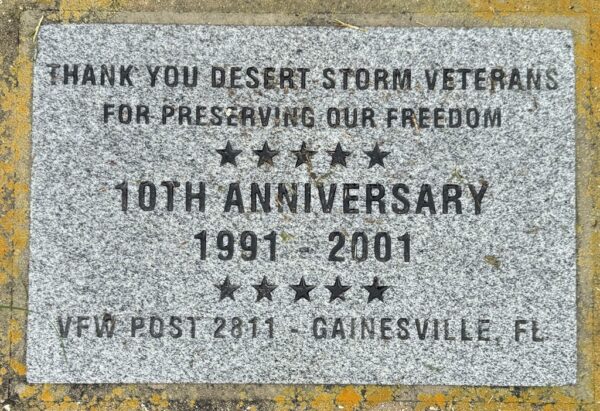 THANK YOU DESERT STORM VETERANS
FOR PRESERVING OUR FREEDOM
★★★★★
10TH ANNIVERSARY
1991 - 2001
★★★★★
VFW POST 2811 - GAINESVILLE, FL